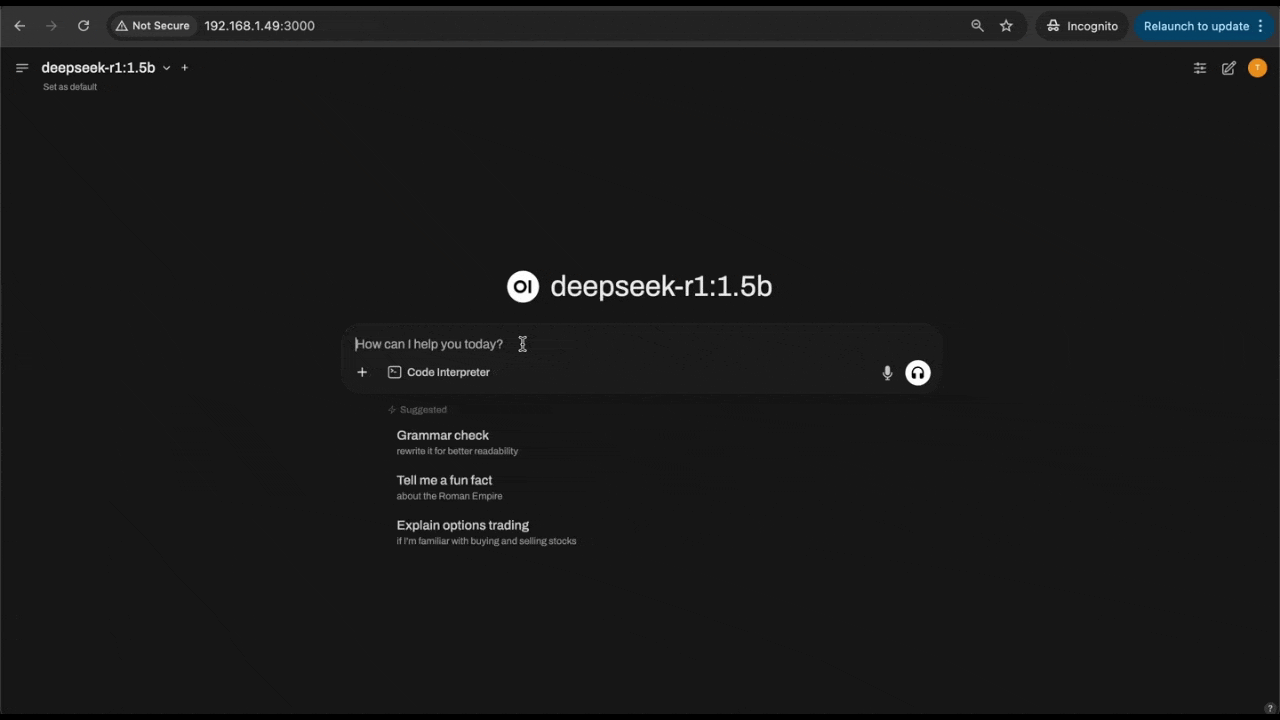 Not Secure 192.168.1.49:3000 Incognito Relaunch to update
deepseek-r1:1.5b
Set as default
T
OI deepseek-r1:1.5b
How can I help you today?
Code Interpreter
Suggested
Grammar check
rewrite it for better readability
Tell me a fun fact
about the Roman Empire
Explain options trading
if I'm familiar with buying and selling stocks
?